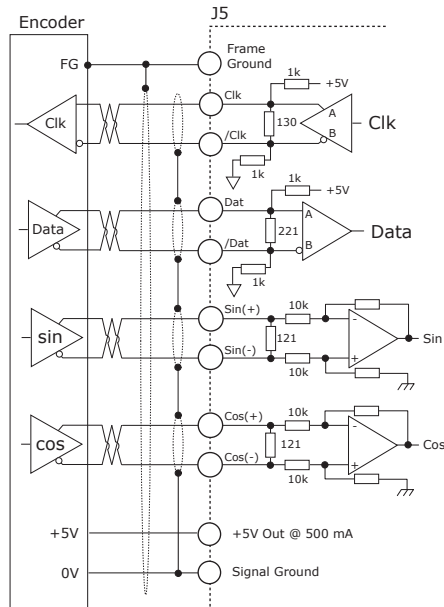 Encoder
J5
FG
Frame
Ground
1k
+5V
Clk
Clk
130
A
B
Clk
/Clk
1k
1k
+5V
Dat
Data
221
A
B
Data
/Dat
1k
Sin(+)
10k
-
sin
121
Sin
Sin(-)
+
10k
Cos(+)
10k
-
cos
121
Cos
Cos(-)
+
10k
+5V
+5V Out @ 500 mA
0V
Signal Ground